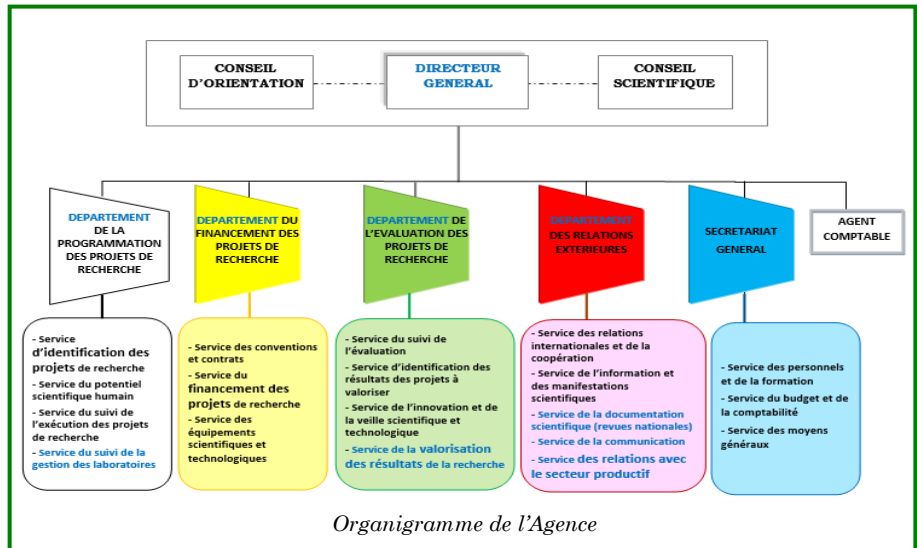 CONSEIL
D'ORIENTATION
DIRECTEUR
GENERAL
CONSEIL
SCIENTIFIQUE
DEPARTEMENT
DE LA
PROGRAMMATION
DES PROJETS DE
RECHERCHE
DEPARTEMENT DU
FINANCEMENT DES
PROJETS DE
RECHERCHE
DEPARTEMENT DE
L'EVALUATION DES
PROJETS DE
RECHERCHE
DEPARTEMENT
DES RELATIONS
EXTERIEURES
SECRETARIAT
GENERAL
AGENT
COMPTABLE
- Service
d'identification des
projets de recherche
- Service du potentiel
scientifique humain
- Service du suivi de
l'exécution des projets
de recherche
- Service du suivi de la
gestion des laboratoires
- Service des conventions
et contrats
- Service du
financement des
projets de recherche
- Service des
équipements
scientifiques et
technologiques
- Service du suivi de
l'évaluation
- Service d'identification des
résultats des projets à
valoriser
- Service de l'innovation et de
la veille scientifique et
technologique
- Service de la valorisation
des résultats de la recherche
- Service des relations
internationales et de la
coopération
- Service de l'information et
des manifestations
scientifiques
- Service de la documentation
scientifique (revues nationales)
- Service de la communication
- Service des relations avec
le secteur productif
- Service des personnels
et de la formation
- Service du budget et de
la comptabilité
- Service des moyens
généraux
Organigramme de l'Agence